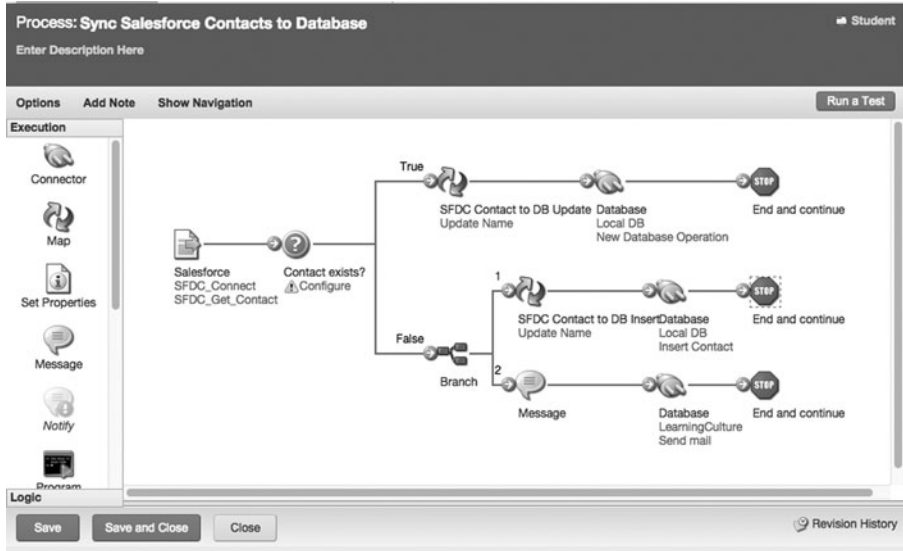 Process: Sync Salesforce Contacts to Database
Student
Enter Description Here
Options Add Note Show Navigation
Run a Test
Execution
Connector
Map
Set Properties
Message
Notify
Program
Logic
Salesforce
SFDC_Connect
SFDC_Get_Contact
Contact exists?
Configure
True
SFDC Contact to DB Update
Update Name
Database
Local DB
New Database Operation
STOP
End and continue
False
Branch
1
SFDC Contact to DB Insert
Update Name
Database
Local DB
Insert Contact
STOP
End and continue
2
Message
Database
LearningCulture
Send mail
STOP
End and continue
Save
Save and Close
Close
Revision History